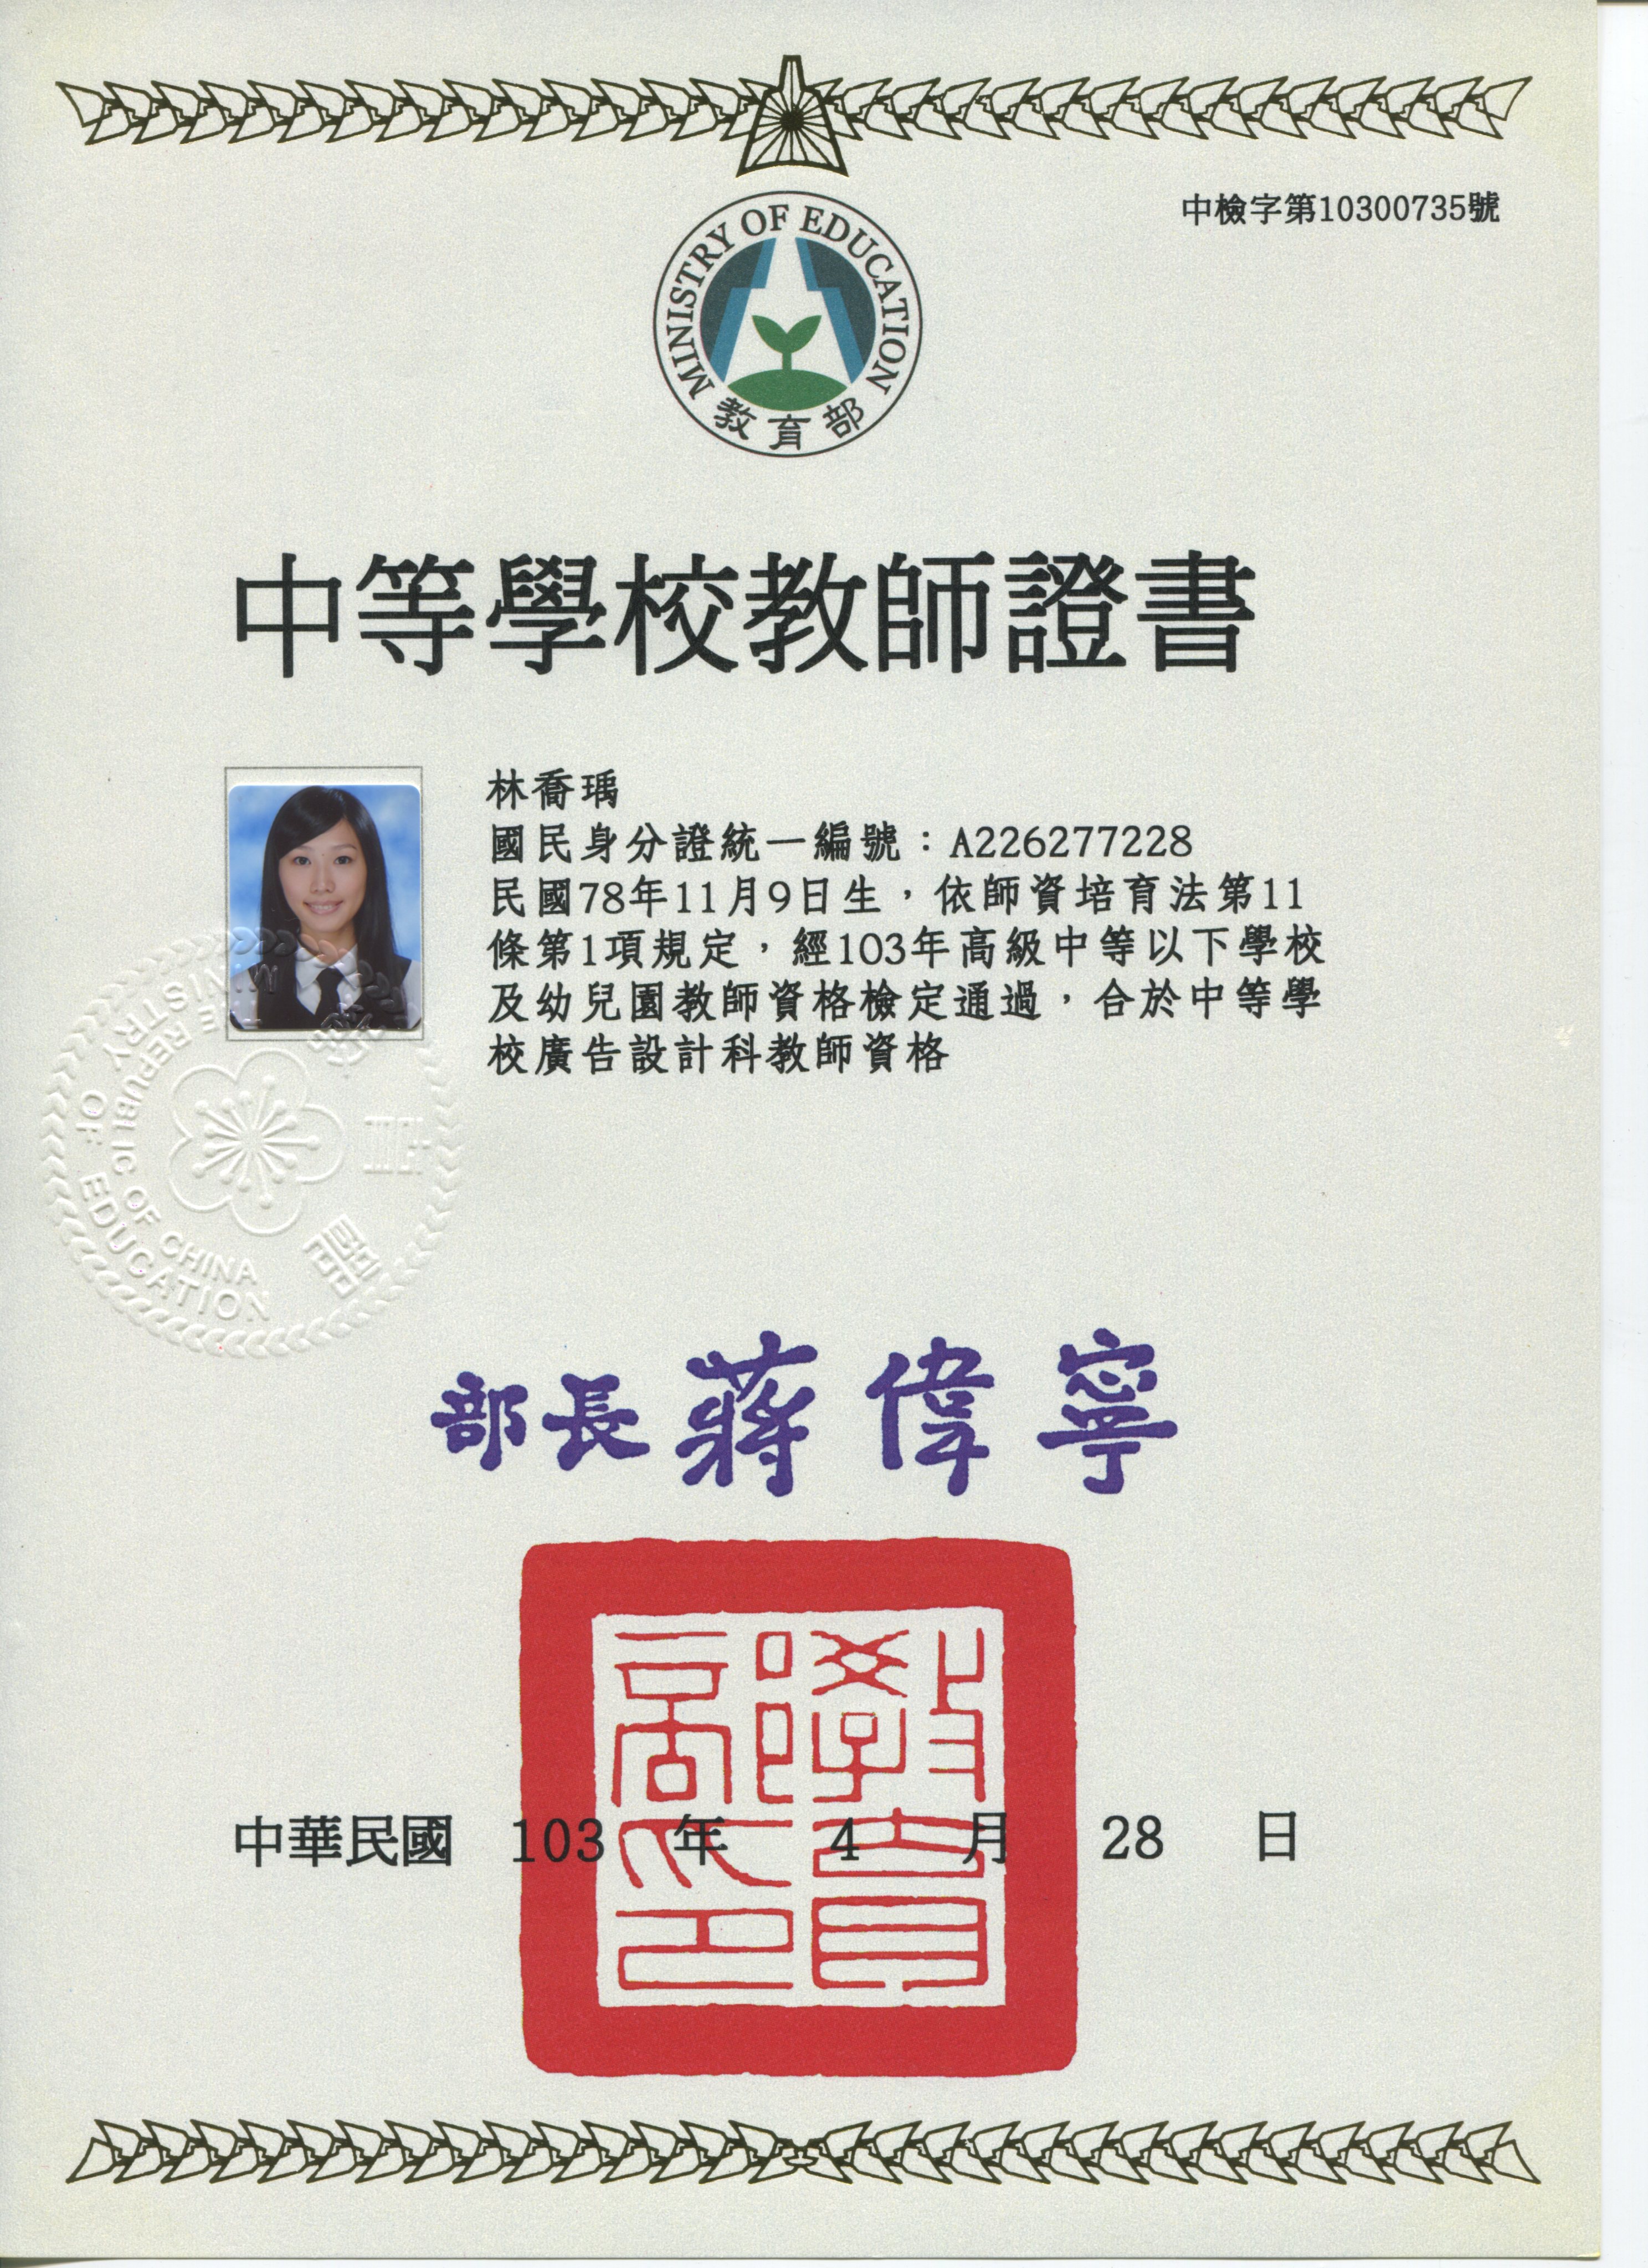 中檢字第10300735號
MINISTRY OF EDUCATION
教育部
中等學校教師證書
林喬瑀
國民身分證統一編號：A226277228
民國78年11月9日生，依師資培育法第11
條第1項規定，經103年高級中等以下學校
及幼兒園教師資格檢定通過，合於中等學
校廣告設計科教師資格
REPUBLIC OF CHINA
MINISTRY OF EDUCATION
部長 蔣偉寧
教育部印
中華民國 103 年 4 月 28 日